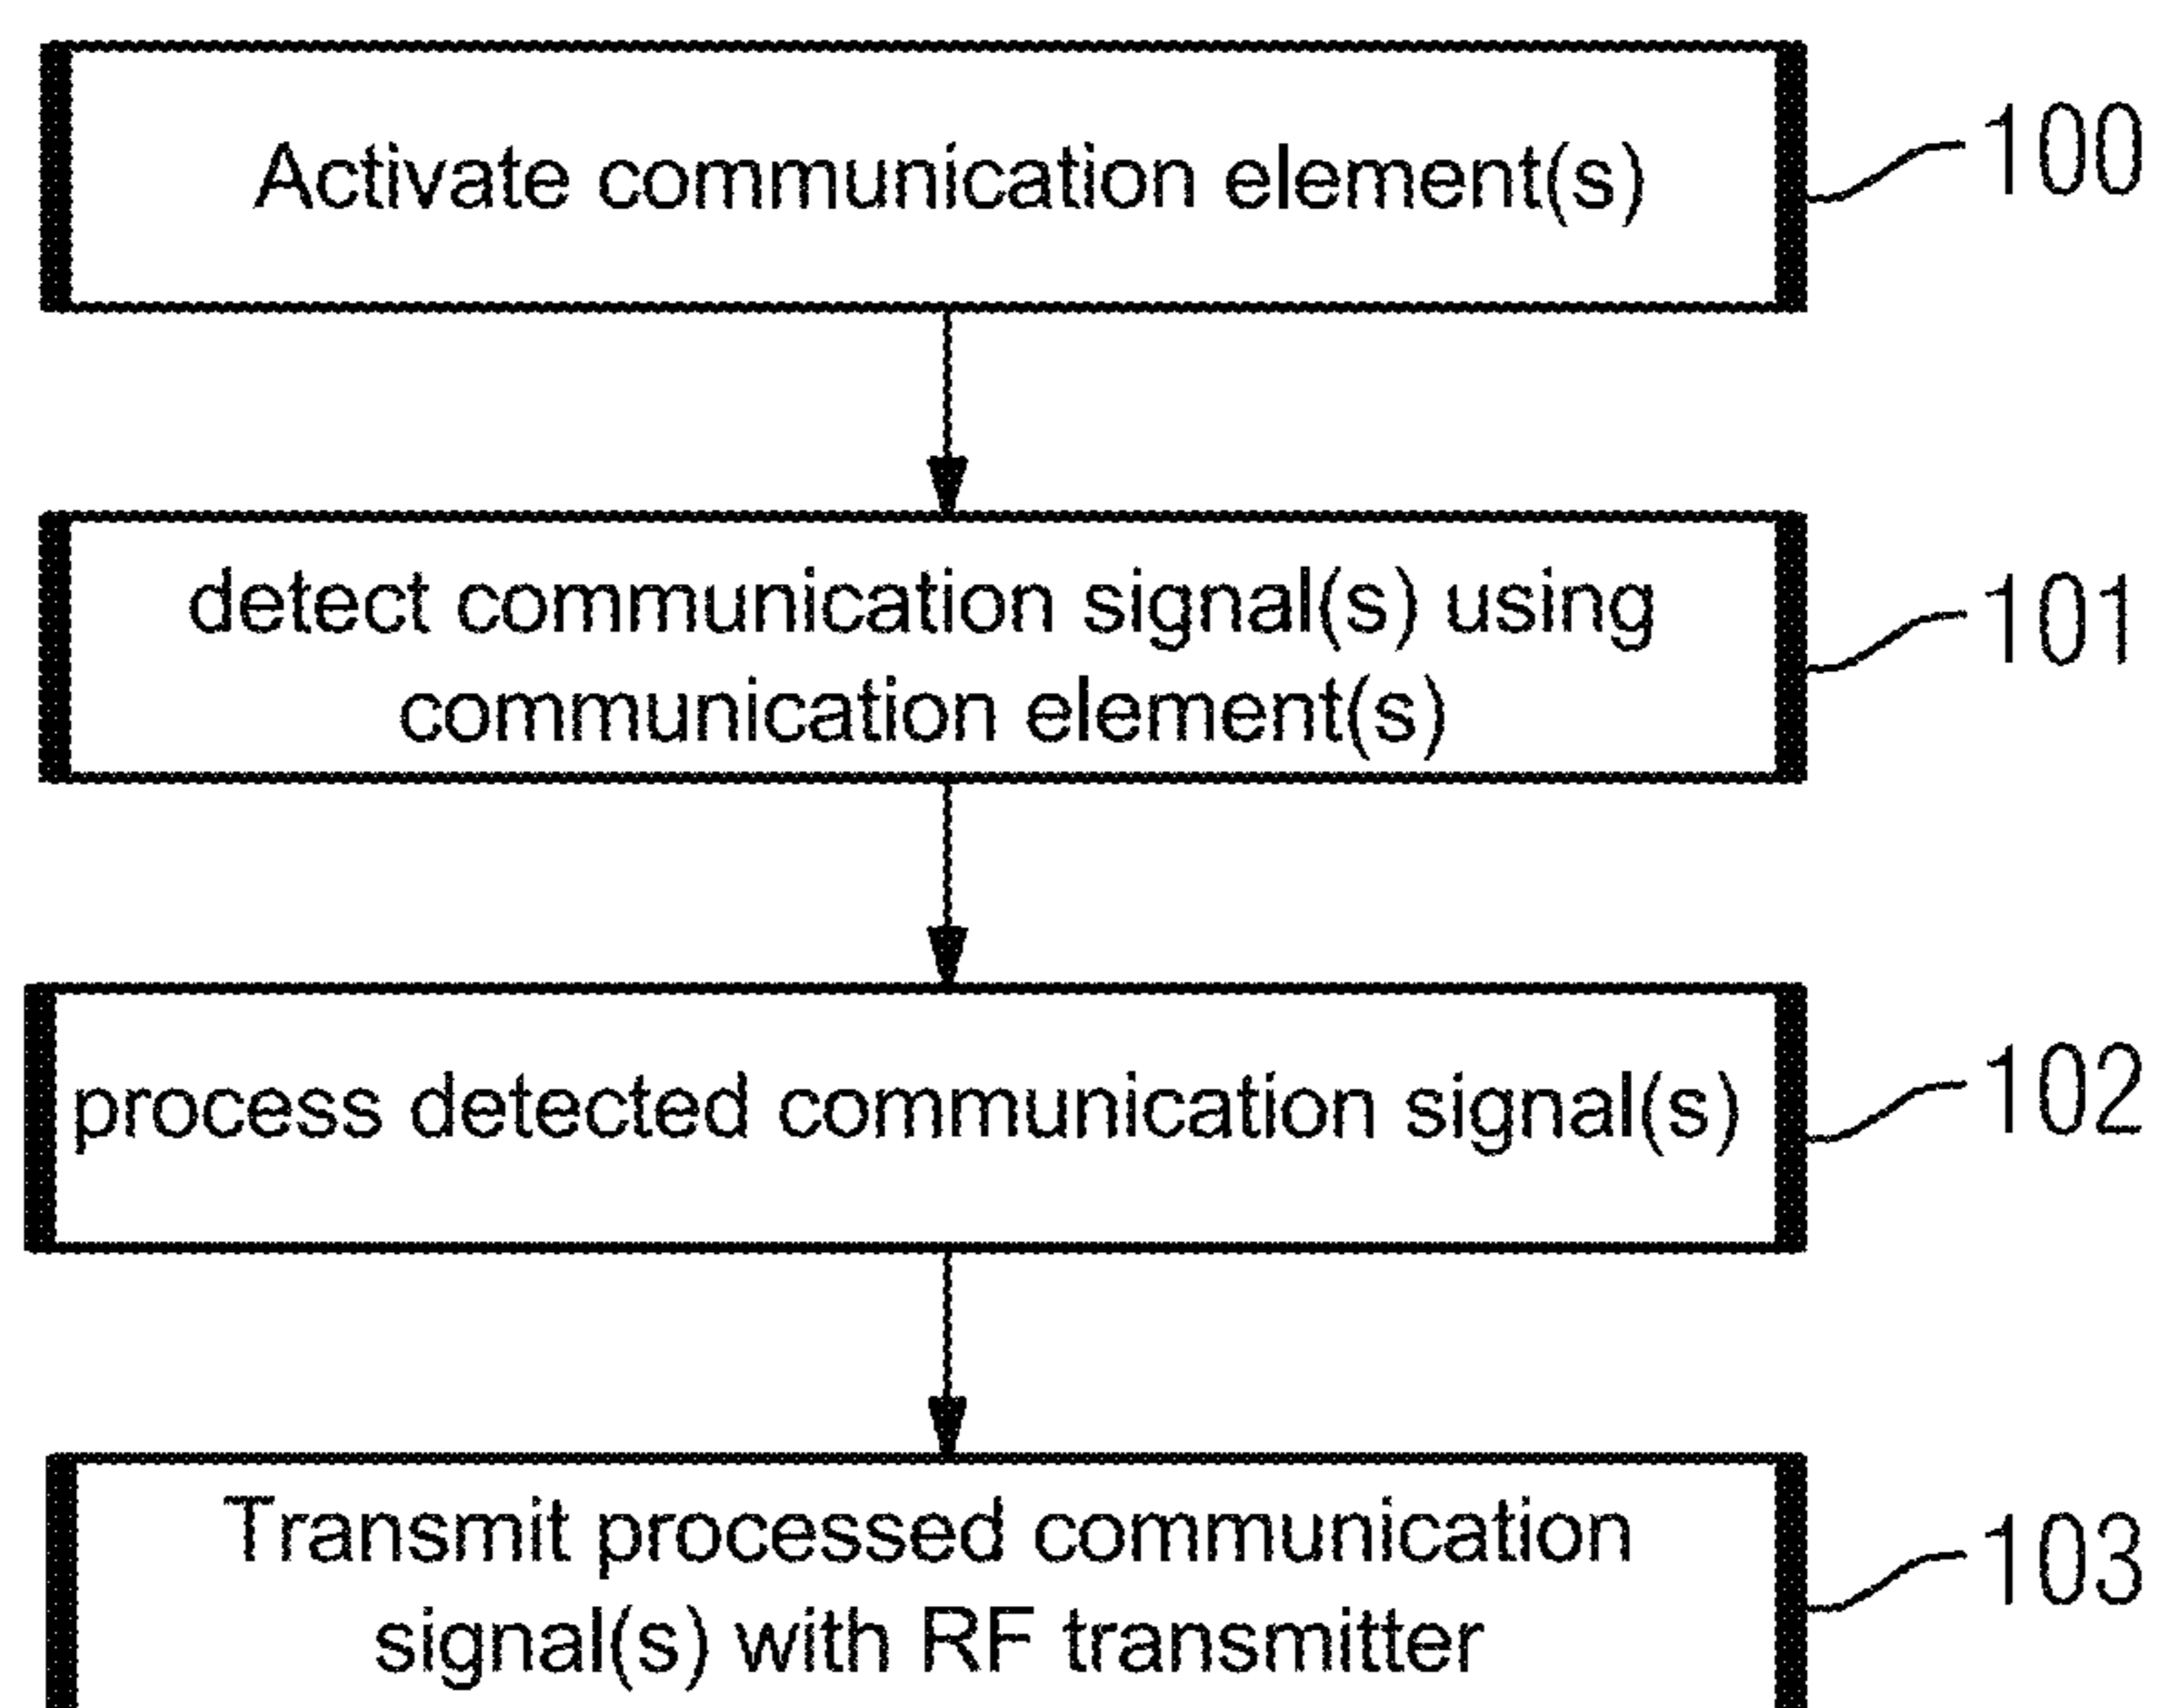 Activate communication element(s)
100
detect communication signal(s) using
communication element(s)
101
process detected communication signal(s)
102
Transmit processed communication
signal(s) with RF transmitter
103